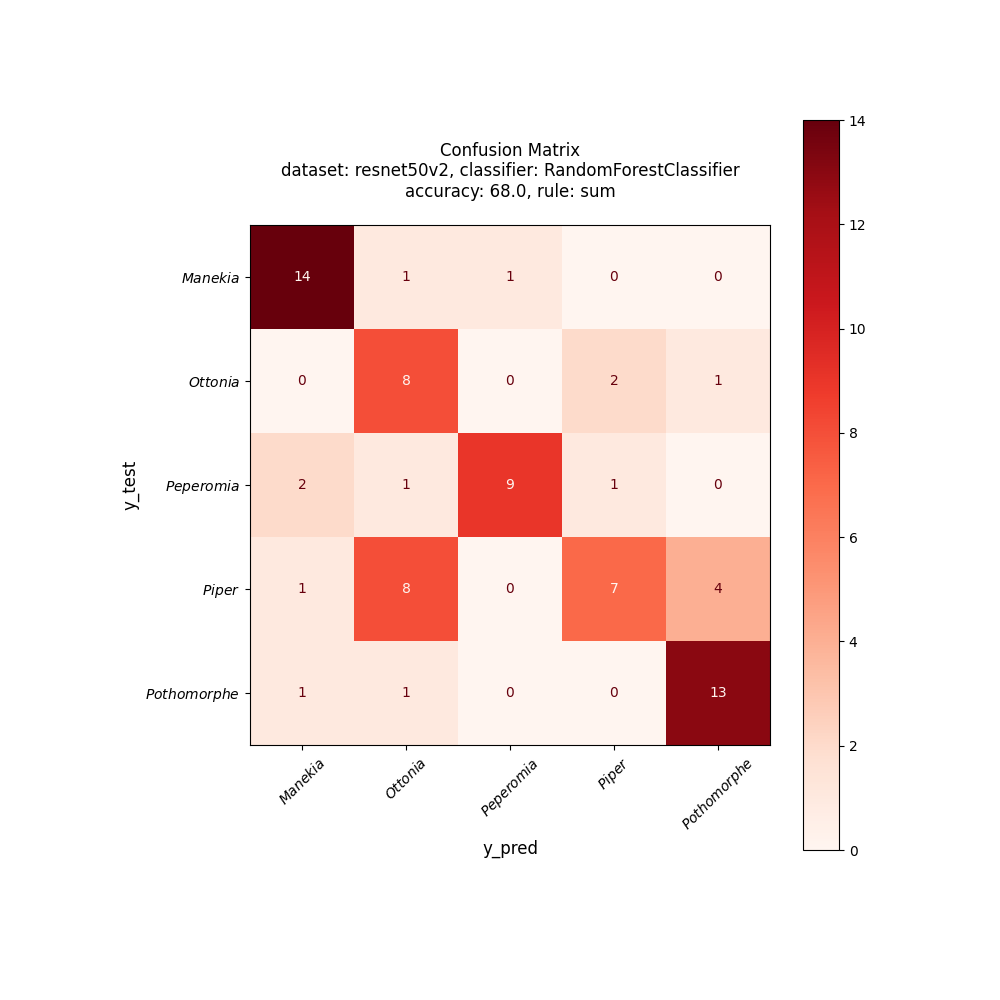 Confusion Matrix
dataset: resnet50v2, classifier: RandomForestClassifier
accuracy: 68.0, rule: sum
Manekia 14 1 1 0 0
Ottonia 0 8 0 2 1
Peperomia 2 1 9 1 0
Piper 1 8 0 7 4
Pothomorphe 1 1 0 0 13
Manekia Ottonia Peperomia Piper Pothomorphe
y_pred
y_test
14
12
10
8
6
4
2
0